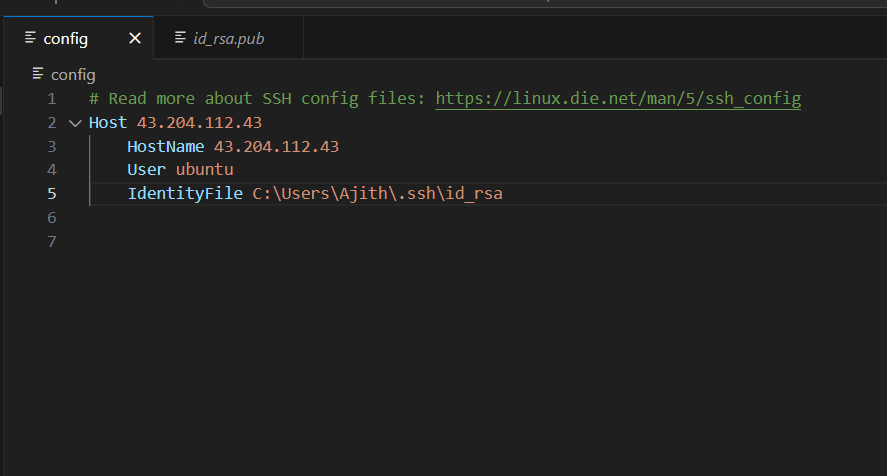 config
id_rsa.pub
config
1 # Read more about SSH config files: https://linux.die.net/man/5/ssh_config
2 Host 43.204.112.43
3 HostName 43.204.112.43
4 User ubuntu
5 IdentityFile C:\Users\Ajith\.ssh\id_rsa
6
7